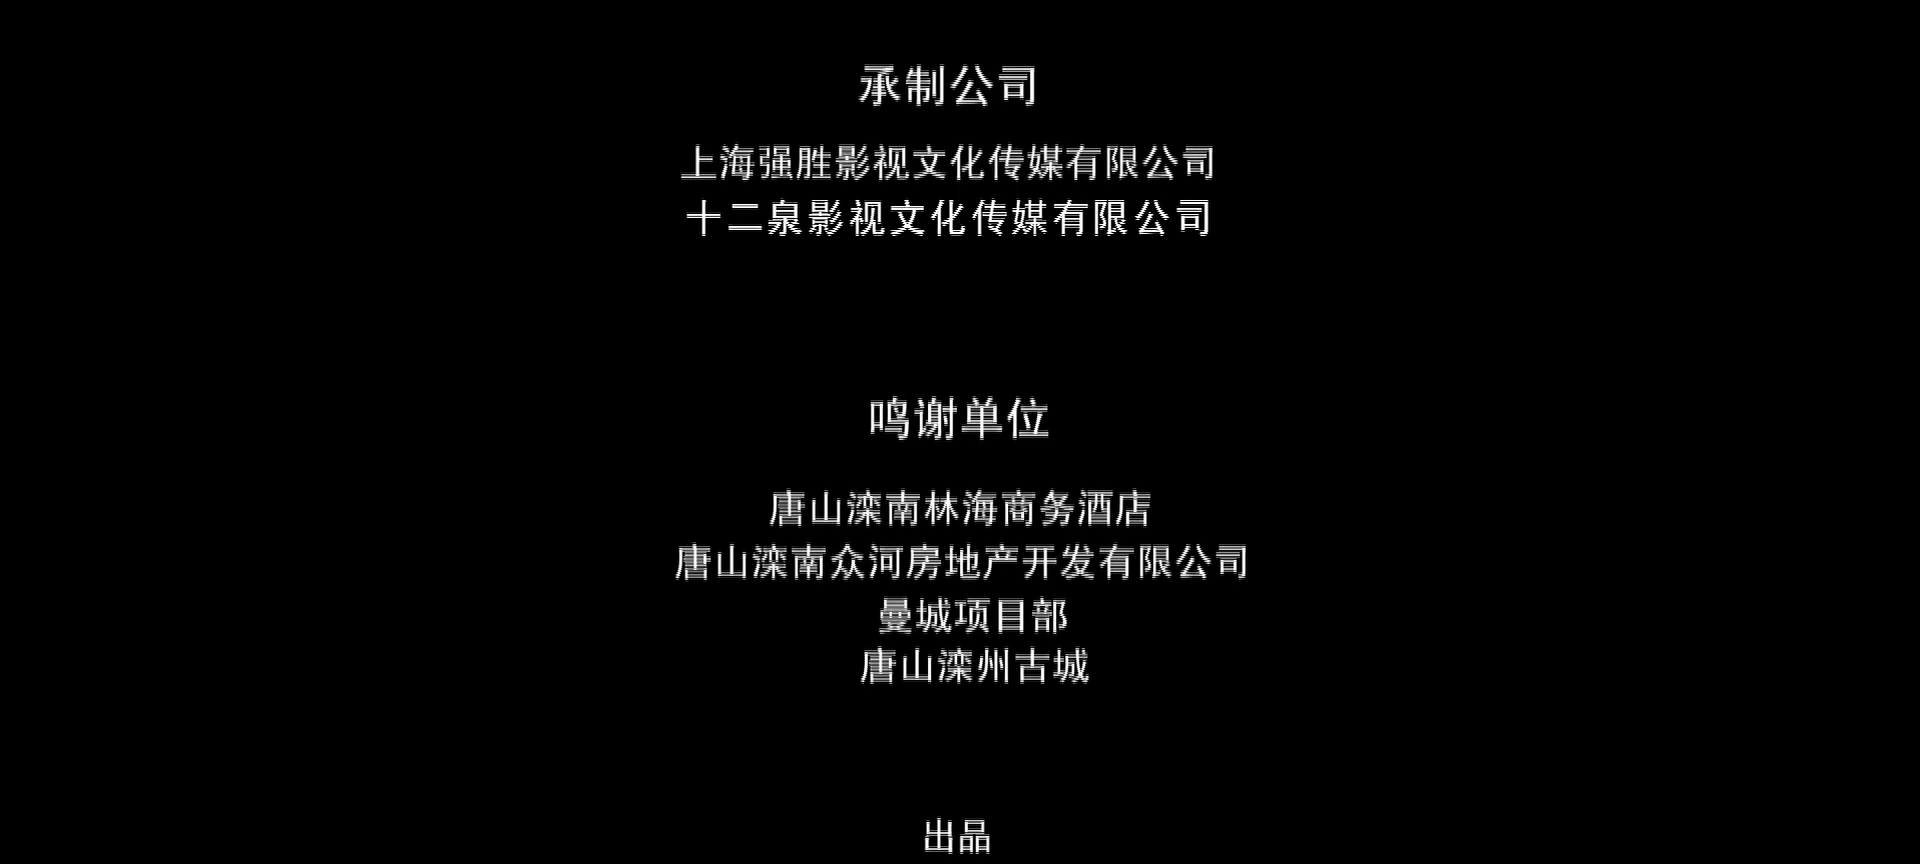 承制公司
上海强胜影视文化传媒有限公司
十二泉影视文化传媒有限公司
鸣谢单位
唐山滦南林海商务酒店
唐山滦南众河房地产开发有限公司
曼城项目部
唐山滦州古城
出品